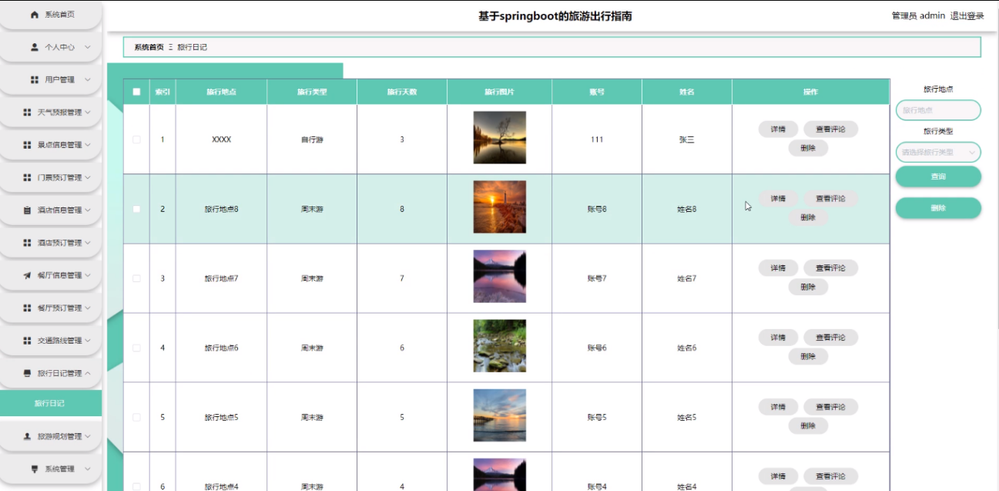 基于springboot的旅游出行指南
管理员 admin 退出登录
系统首页
个人中心
用户管理
天气预报管理
景点信息管理
门票预订管理
酒店信息管理
酒店预订管理
餐厅信息管理
餐厅预订管理
交通路线管理
旅行日记管理
旅行日记
旅游规划管理
系统管理
系统首页 Ξ 旅行日记
索引 旅行地点 旅行类型 旅行天数 旅行图片 账号 姓名 操作
1 XXXX 自行游 3 111 张三 详情 查看评论
删除
2 旅行地点8 周末游 8 账号8 姓名8 详情 查看评论
删除
3 旅行地点7 周末游 7 账号7 姓名7 详情 查看评论
删除
4 旅行地点6 周末游 6 账号6 姓名6 详情 查看评论
删除
5 旅行地点5 周末游 5 账号5 姓名5 详情 查看评论
删除
6 旅行地点4 周末游 4 账号4 姓名4 详情 查看评论
旅行地点
旅行地点
旅行类型
请选择旅行类型
查询
删除